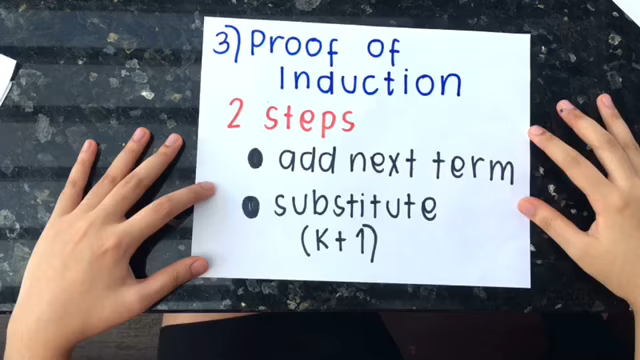 3) Proof of
Induction
2 steps
● add next term
● substitute
(K+1)